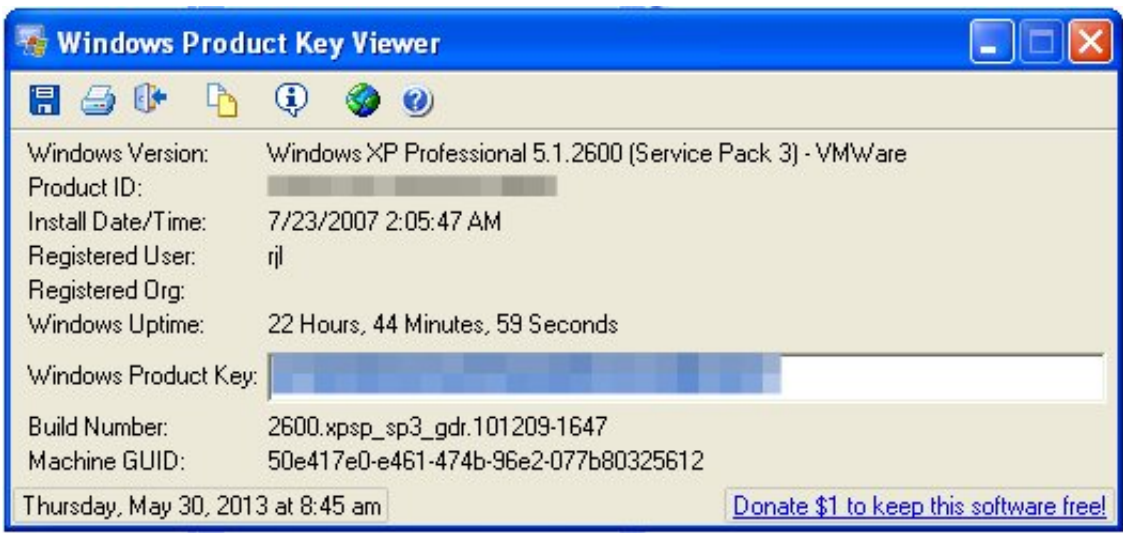 Windows Product Key Viewer
Windows Version: Windows XP Professional 5.1.2600 (Service Pack 3) - VMWare
Product ID:
Install Date/Time: 7/23/2007 2:05:47 AM
Registered User: rjl
Registered Org:
Windows Uptime: 22 Hours, 44 Minutes, 59 Seconds
Windows Product Key:
Build Number: 2600.xpsp_sp3_gdr.101209-1647
Machine GUID: 50e417e0-e461-474b-96e2-077b80325612
Thursday, May 30, 2013 at 8:45 am Donate $1 to keep this software free!